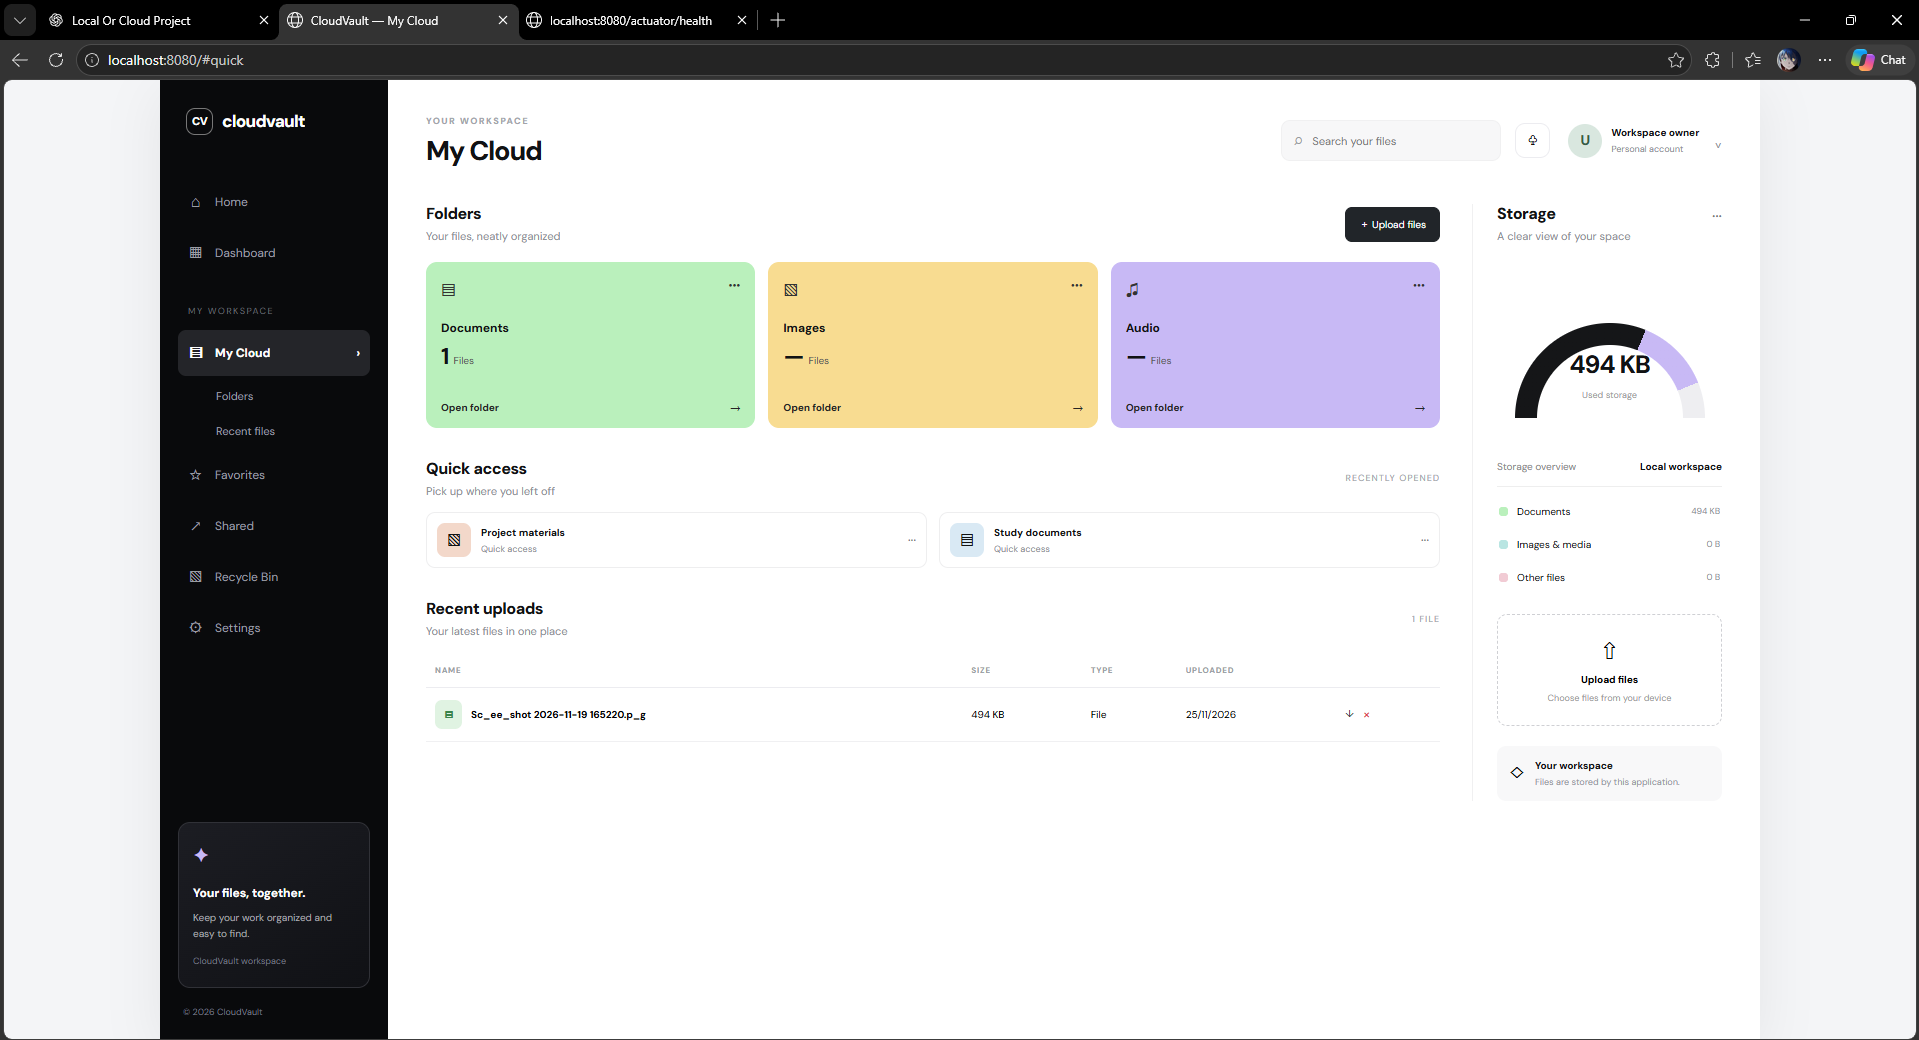 Local Or Cloud Project
CloudVault — My Cloud
localhost:8080/actuator/health
localhost:8080/#quick
Chat
CV cloudvault
Home
Dashboard
MY WORKSPACE
My Cloud
Folders
Recent files
Favorites
Shared
Recycle Bin
Settings
Your files, together.
Keep your work organized and
easy to find.
CloudVault workspace
© 2026 CloudVault
YOUR WORKSPACE
My Cloud
Search your files
U
Workspace owner
Personal account
Folders
Your files, neatly organized
+ Upload files
Documents
1 Files
Open folder →
Images
— Files
Open folder →
Audio
— Files
Open folder →
Quick access
Pick up where you left off
RECENTLY OPENED
Project materials
Quick access
Study documents
Quick access
Recent uploads
Your latest files in one place
1 FILE
NAME SIZE TYPE UPLOADED
Sc_ee_shot 2026-11-19 165220.p_g 494 KB File 25/11/2026
Storage
A clear view of your space
494 KB
Used storage
Storage overview Local workspace
Documents 494 KB
Images & media 0 B
Other files 0 B
Upload files
Choose files from your device
Your workspace
Files are stored by this application.